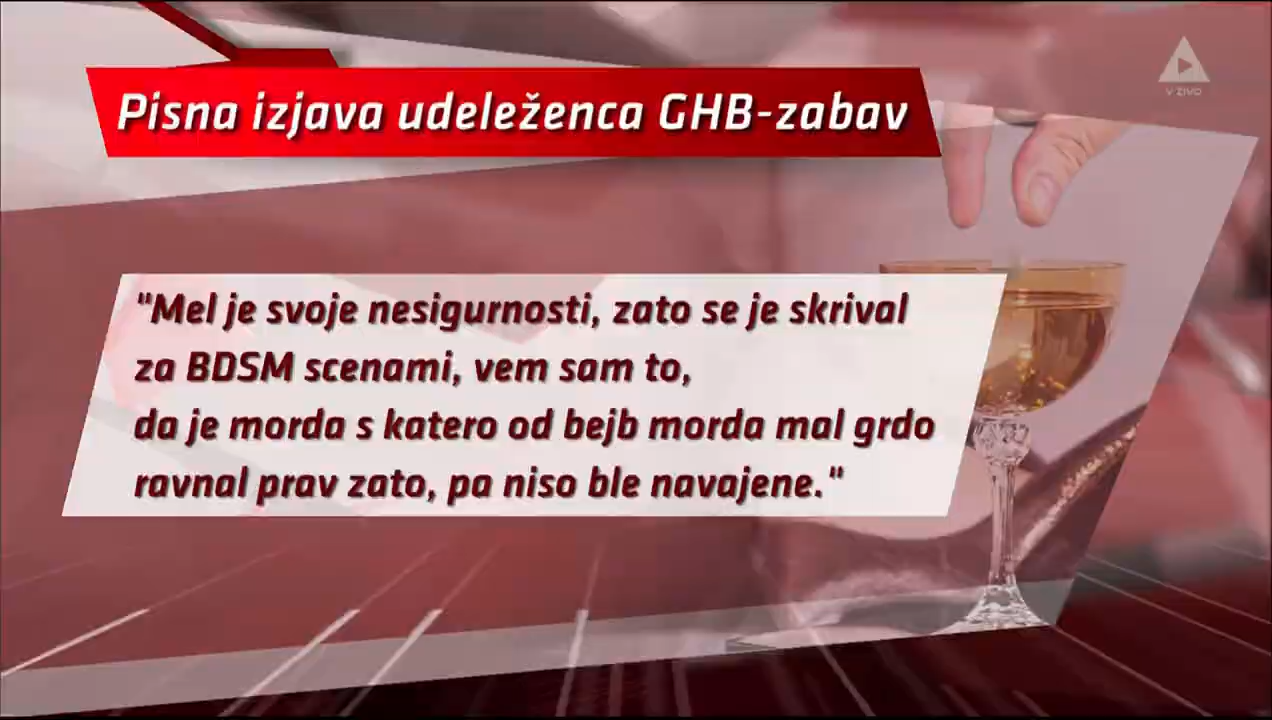 Pisna izjava udeleženca GHB-zabav
V ŽIVO
"Mel je svoje nesigurnosti, zato se je skrival
za BDSM scenami, vem sam to,
da je morda s katero od bejb morda mal grdo
ravnal prav zato, pa niso ble navajene."